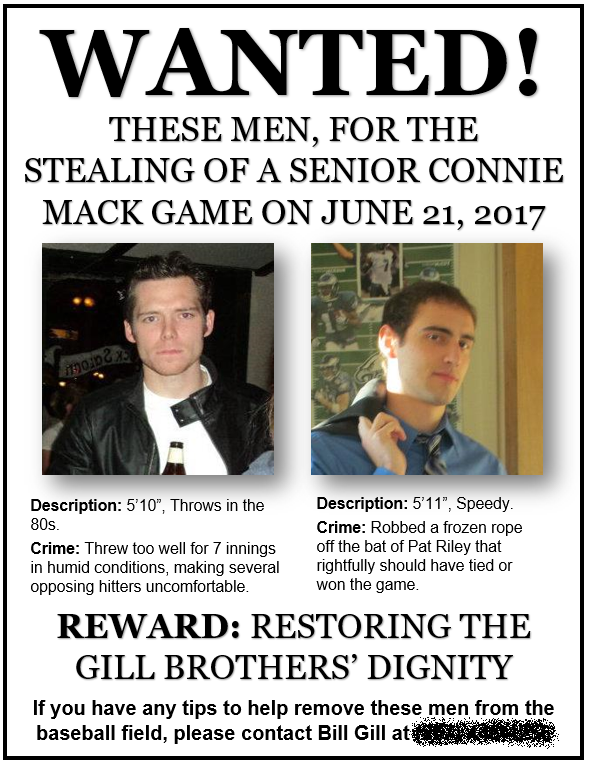 WANTED!
THESE MEN, FOR THE
STEALING OF A SENIOR CONNIE
MACK GAME ON JUNE 21, 2017
Description: 5’10”, Throws in the
80s.
Crime: Threw too well for 7 innings
in humid conditions, making several
opposing hitters uncomfortable.
Description: 5’11”, Speedy.
Crime: Robbed a frozen rope
off the bat of Pat Riley that
rightfully should have tied or
won the game.
REWARD: RESTORING THE
GILL BROTHERS’ DIGNITY
If you have any tips to help remove these men from the
baseball field, please contact Bill Gill at